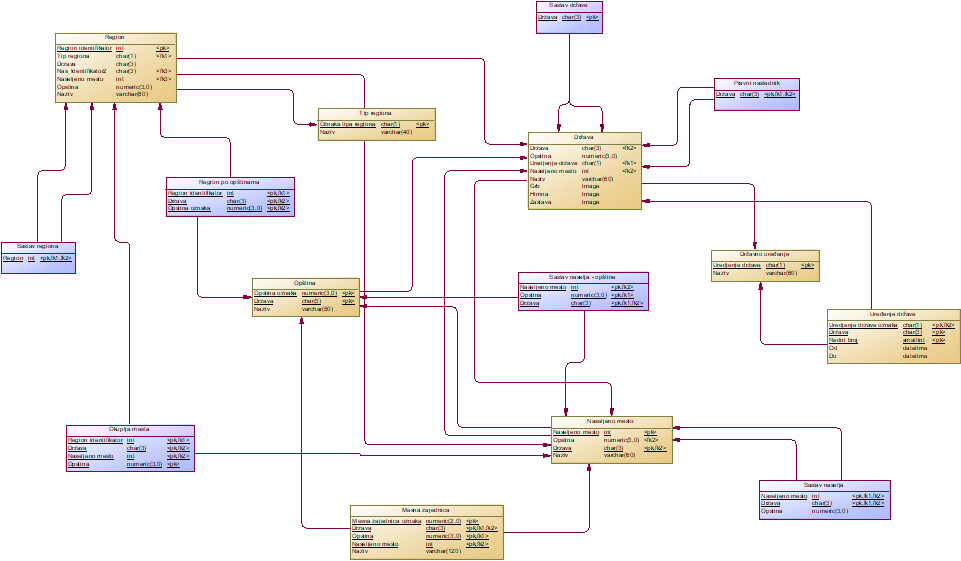 Sastav države
Država char(3) <pk>
Region
Region identifikator int <pk>
Tip regiona char(1) <fk1>
Država char(3)
Nas_Identifikator2 char(3) <fk3>
Naseljeno mesto int <fk3>
Opština numeric(3,0)
Naziv varchar(60)
Pravni naslednik
Država char(3) <pk,fk1,fk2>
Tip regiona
Oznaka tipa regiona char(1) <pk>
Naziv varchar(40)
Država
Država char(3) <fk2>
Opština numeric(3,0)
Uredjenje države char(1) <fk1>
Naseljeno mesto int <fk2>
Naziv varchar(60)
Grb image
Himna image
Zastava image
Region po opštinama
Region identifikator int <pk,fk1>
Država char(3) <pk,fk2>
Opština oznaka numeric(3,0) <pk,fk2>
Sastav regiona
Region int <pk,fk1,fk2>
Državno uređenje
Uredjenje države char(1) <pk>
Naziv varchar(60)
Opština
Opština oznaka numeric(3,0) <pk>
Država char(3) <pk>
Naziv varchar(80)
Sastav naselja - opštine
Naseljeno mesto int <pk,fk2>
Opština numeric(3,0) <pk,fk1>
Država char(3) <pk,fk1,fk2>
Uređenje države
Uredjenje države oznaka char(1) <pk,fk2>
Država char(3) <pk>
Redni broj smallint <pk>
Od datetime
Do datetime
Okuplja mesta
Region identifikator int <pk,fk1>
Država char(3) <pk,fk2>
Naseljeno mesto int <pk,fk2>
Opština numeric(3,0) <pk>
Naseljeno mesto
Naseljeno mesto int <pk>
Opština numeric(3,0) <fk2>
Država char(3) <pk,fk2>
Naziv varchar(60)
Sastav naselja
Naseljeno mesto int <pk,fk1,fk2>
Država char(3) <pk,fk1,fk2>
Opština numeric(3,0)
Mesna zajednica
Mesna zajednica oznaka numeric(2,0) <pk>
Država char(3) <pk,fk1,fk2>
Opština numeric(3,0) <pk,fk1>
Naseljeno mesto int <pk,fk2>
Naziv varchar(120)